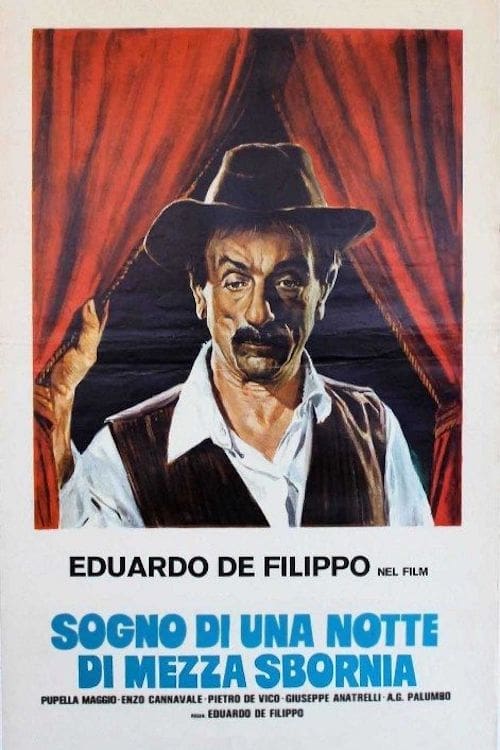 EDUARDO DE FILIPPO NEL FILM
SOGNO DI UNA NOTTE
DI MEZZA SBORNIA
PUPELLA MAGGIO - ENZO CANNAVALE - PIETRO DE VICO - GIUSEPPE ANATRELLI - A.G. PALUMBO
REGIA EDUARDO DE FILIPPO